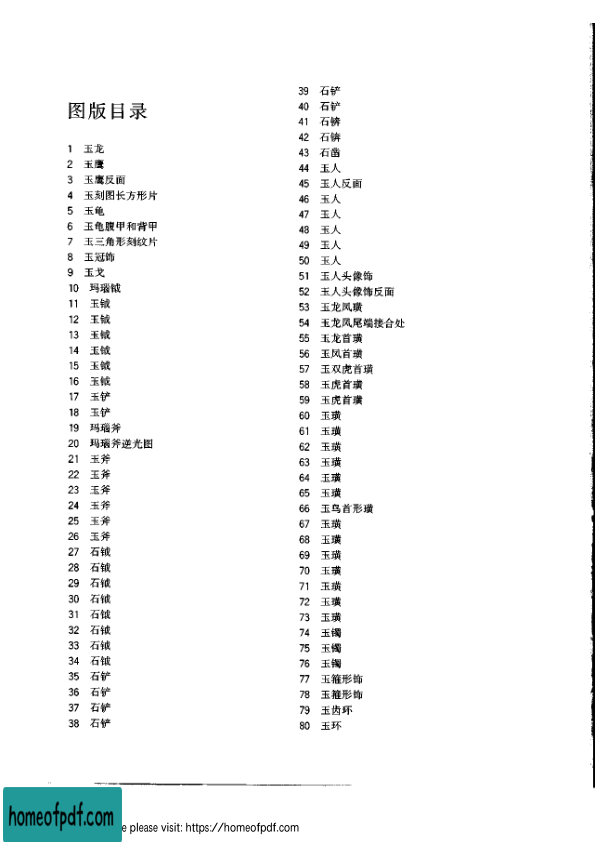 图版目录
1 玉龙
2 玉鹰
3 玉鹰反面
4 玉刻图长方形片
5 玉龟
6 玉龟腹甲和背甲
7 玉三角形刻纹片
8 玉冠饰
9 玉戈
10 玛瑙钺
11 玉钺
12 玉钺
13 玉钺
14 玉钺
15 玉钺
16 玉钺
17 玉铲
18 玉铲
19 玛瑙斧
20 玛瑙斧逆光图
21 玉斧
22 玉斧
23 玉斧
24 玉斧
25 玉斧
26 玉斧
27 石钺
28 石钺
29 石钺
30 石钺
31 石钺
32 石钺
33 石钺
34 石钺
35 石铲
36 石铲
37 石铲
38 石铲
39 石铲
40 石铲
41 石锛
42 石锛
43 石凿
44 玉人
45 玉人反面
46 玉人
47 玉人
48 玉人
49 玉人
50 玉人
51 玉人头像饰
52 玉人头像饰反面
53 玉龙凤璜
54 玉龙凤尾端接合处
55 玉龙首璜
56 玉凤首璜
57 玉双虎首璜
58 玉虎首璜
59 玉虎首璜
60 玉璜
61 玉璜
62 玉璜
63 玉璜
64 玉璜
65 玉璜
66 玉鸟首形璜
67 玉璜
68 玉璜
69 玉璜
70 玉璜
71 玉璜
72 玉璜
73 玉璜
74 玉镯
75 玉镯
76 玉镯
77 玉箍形饰
78 玉箍形饰
79 玉齿环
80 玉环
homeofpdf.com
e please visit: https://homeofpdf.com